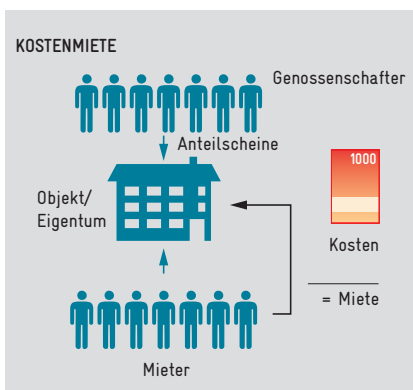 KOSTENMIETE
Genossenschafter
Anteilscheine
1000
Objekt/
Eigentum
Kosten
= Miete
Mieter